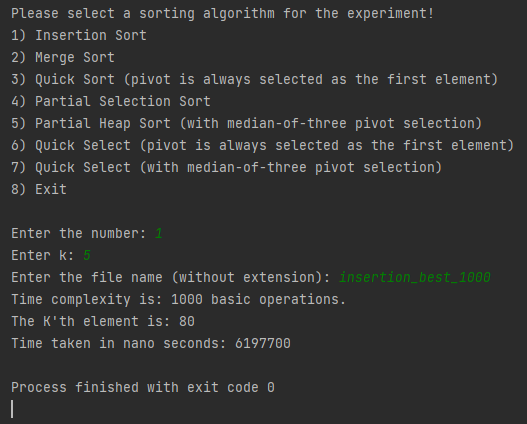 Please select a sorting algorithm for the experiment!
1) Insertion Sort
2) Merge Sort
3) Quick Sort (pivot is always selected as the first element)
4) Partial Selection Sort
5) Partial Heap Sort (with median-of-three pivot selection)
6) Quick Select (pivot is always selected as the first element)
7) Quick Select (with median-of-three pivot selection)
8) Exit
Enter the number: 1
Enter k: 5
Enter the file name (without extension): insertion_best_1000
Time complexity is: 1000 basic operations.
The K'th element is: 80
Time taken in nano seconds: 6197700
Process finished with exit code 0